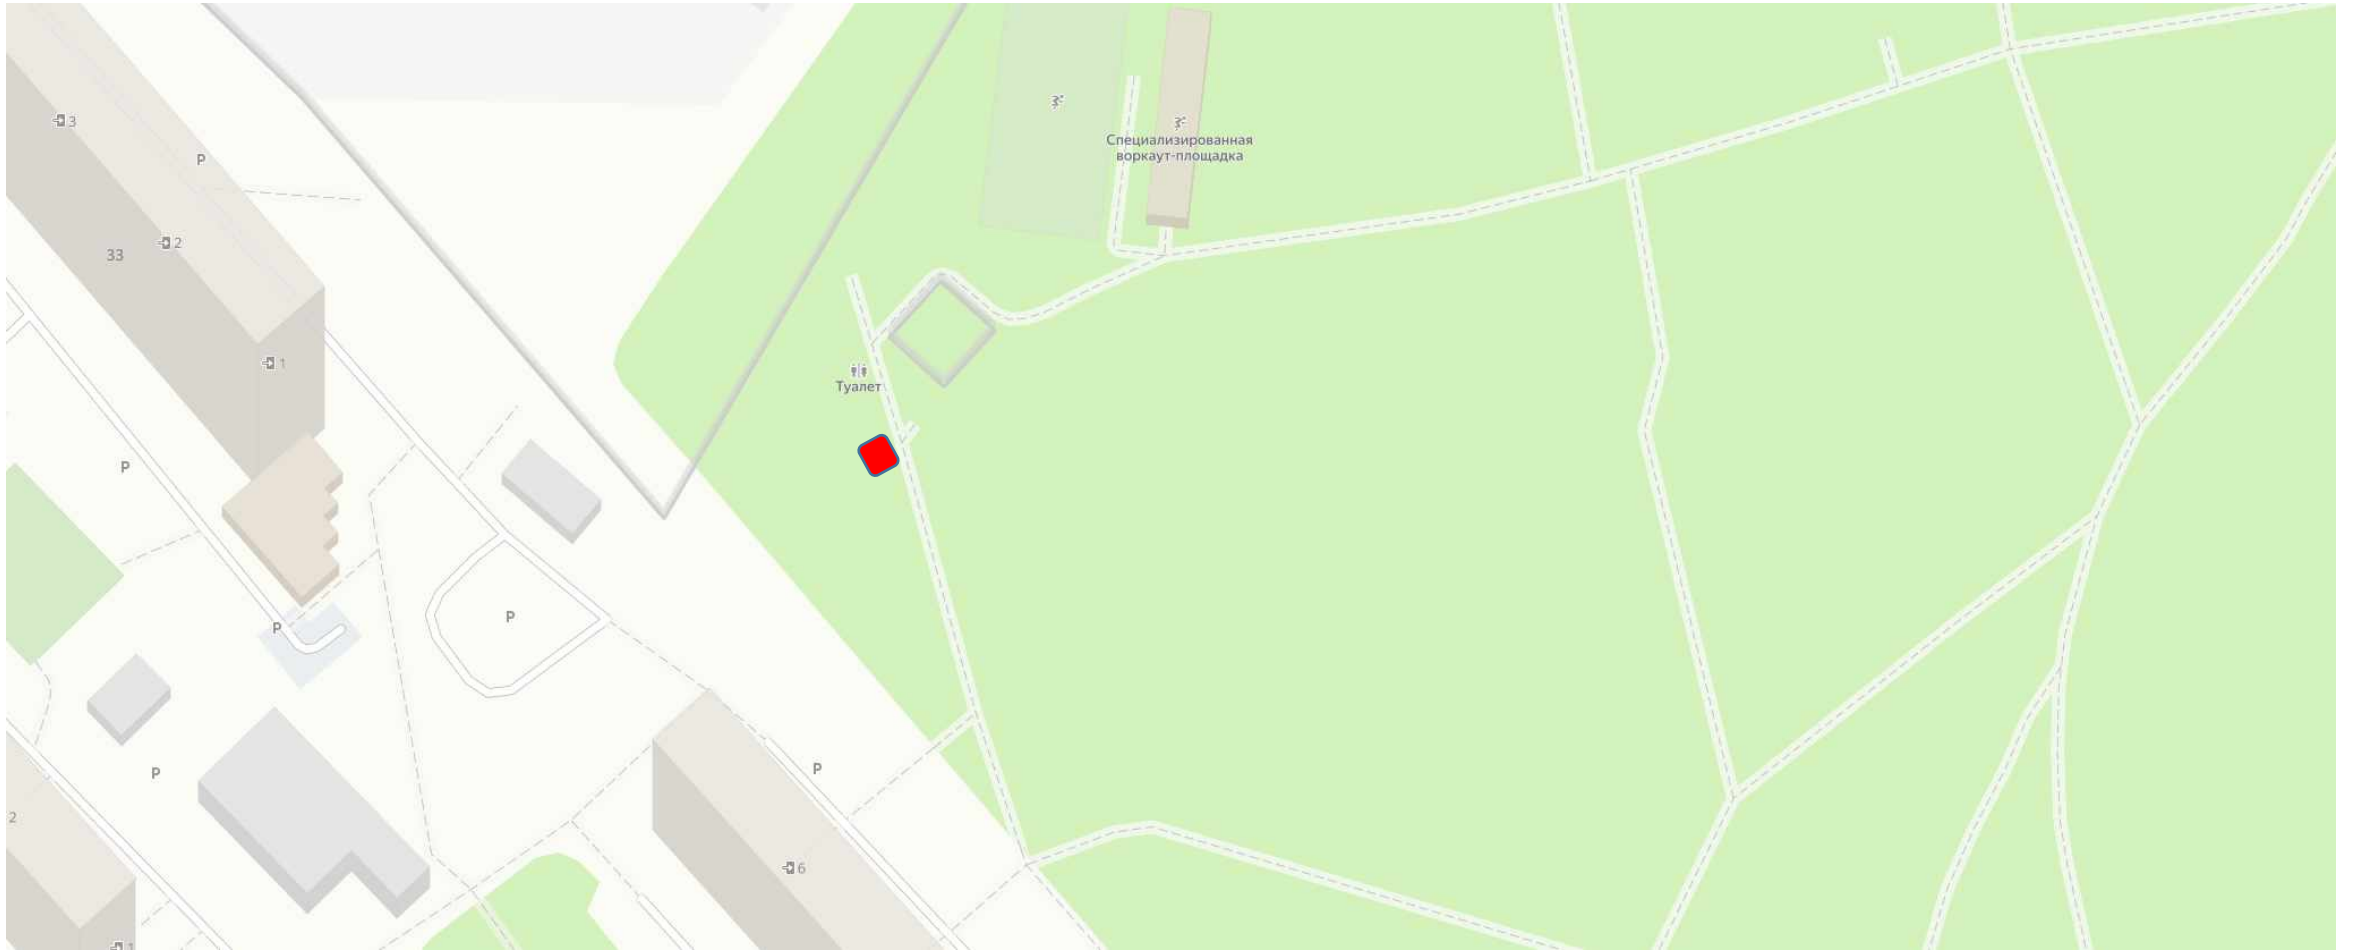 3
P
Специализированная
воркаут-площадка
2
33
1
Туалет
P
P
P
P
P
2
6
1